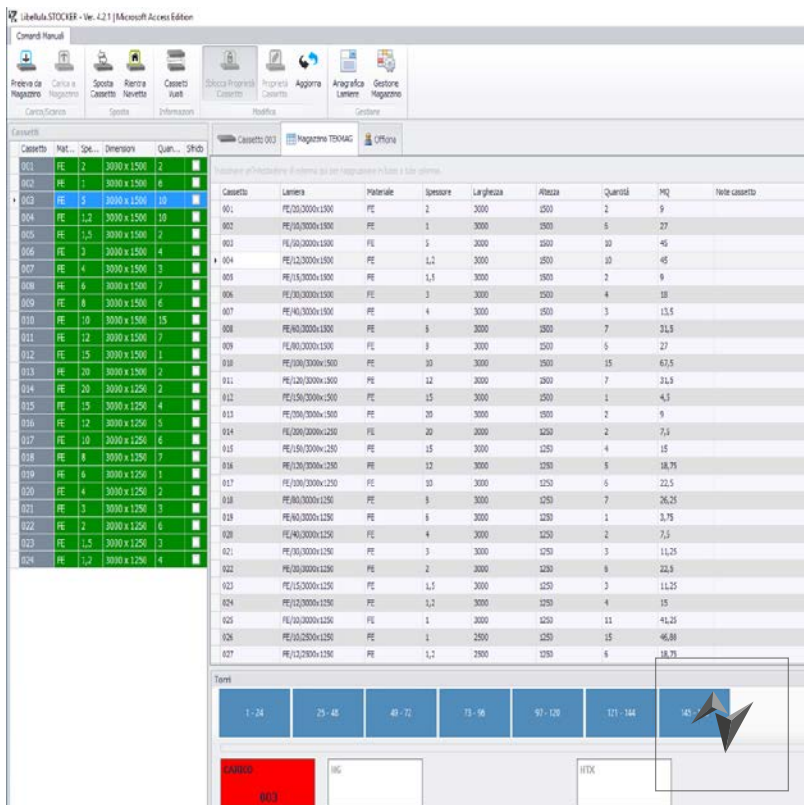 Libellula.STOCKER - Ver. 4.2.1 | Microsoft Access Edition
Comandi Manuali
Preleva da Magazzino Carica a Magazzino Sposta Cassetto Rientra Navetta Cassetti Vuoti Sblocca Proprietà Cassetto Proprietà Cassetto Aggiorna Anagrafica Lamiere Gestore Magazzino
Carico/Scarico Sposta Informazioni Modifica Gestione
Cassetti
Cassetto Mat... Spe... Dimensioni Quan... Sfrido
001 FE 2 3000 x 1500 2
002 FE 1 3000 x 1500 6
003 FE 5 3000 x 1500 10
004 FE 1,2 3000 x 1500 10
005 FE 1,5 3000 x 1500 2
006 FE 3 3000 x 1500 4
007 FE 4 3000 x 1500 3
008 FE 6 3000 x 1500 7
009 FE 8 3000 x 1500 6
010 FE 10 3000 x 1500 15
011 FE 12 3000 x 1500 7
012 FE 15 3000 x 1500 1
013 FE 20 3000 x 1500 2
014 FE 20 3000 x 1250 2
015 FE 15 3000 x 1250 4
016 FE 12 3000 x 1250 5
017 FE 10 3000 x 1250 6
018 FE 8 3000 x 1250 7
019 FE 6 3000 x 1250 1
020 FE 4 3000 x 1250 2
021 FE 3 3000 x 1250 3
022 FE 2 3000 x 1250 6
023 FE 1,5 3000 x 1250 3
024 FE 1,2 3000 x 1250 4
Cassetto 003 Magazzino TEKMAG Officina
Cassetto Lamiera Materiale Spessore Larghezza Altezza Quantità MQ Note cassetto
001 FE/20/3000x1500 FE 2 3000 1500 2 9
002 FE/10/3000x1500 FE 1 3000 1500 6 27
003 FE/50/3000x1500 FE 5 3000 1500 10 45
004 FE/12/3000x1500 FE 1,2 3000 1500 10 45
005 FE/15/3000x1500 FE 1,5 3000 1500 2 9
006 FE/30/3000x1500 FE 3 3000 1500 4 18
007 FE/40/3000x1500 FE 4 3000 1500 3 13,5
008 FE/60/3000x1500 FE 6 3000 1500 7 31,5
009 FE/80/3000x1500 FE 8 3000 1500 6 27
010 FE/100/3000x1500 FE 10 3000 1500 15 67,5
011 FE/120/3000x1500 FE 12 3000 1500 7 31,5
012 FE/150/3000x1500 FE 15 3000 1500 1 4,5
013 FE/200/3000x1500 FE 20 3000 1500 2 9
014 FE/200/3000x1250 FE 20 3000 1250 2 7,5
015 FE/150/3000x1250 FE 15 3000 1250 4 15
016 FE/120/3000x1250 FE 12 3000 1250 5 18,75
017 FE/100/3000x1250 FE 10 3000 1250 6 22,5
018 FE/80/3000x1250 FE 8 3000 1250 7 26,25
019 FE/60/3000x1250 FE 6 3000 1250 1 3,75
020 FE/40/3000x1250 FE 4 3000 1250 2 7,5
021 FE/30/3000x1250 FE 3 3000 1250 3 11,25
022 FE/20/3000x1250 FE 2 3000 1250 6 22,5
023 FE/15/3000x1250 FE 1,5 3000 1250 3 11,25
024 FE/12/3000x1250 FE 1,2 3000 1250 4 15
025 FE/10/3000x1250 FE 1 3000 1250 11 41,25
026 FE/10/2500x1250 FE 1 2500 1250 15 46,88
027 FE/12/2500x1250 FE 1,2 2500 1250 6 18,75
Torri
1 - 24 25 - 48 49 - 72 73 - 96 97 - 120 121 - 144 145 -
CARICO HG HTX
003